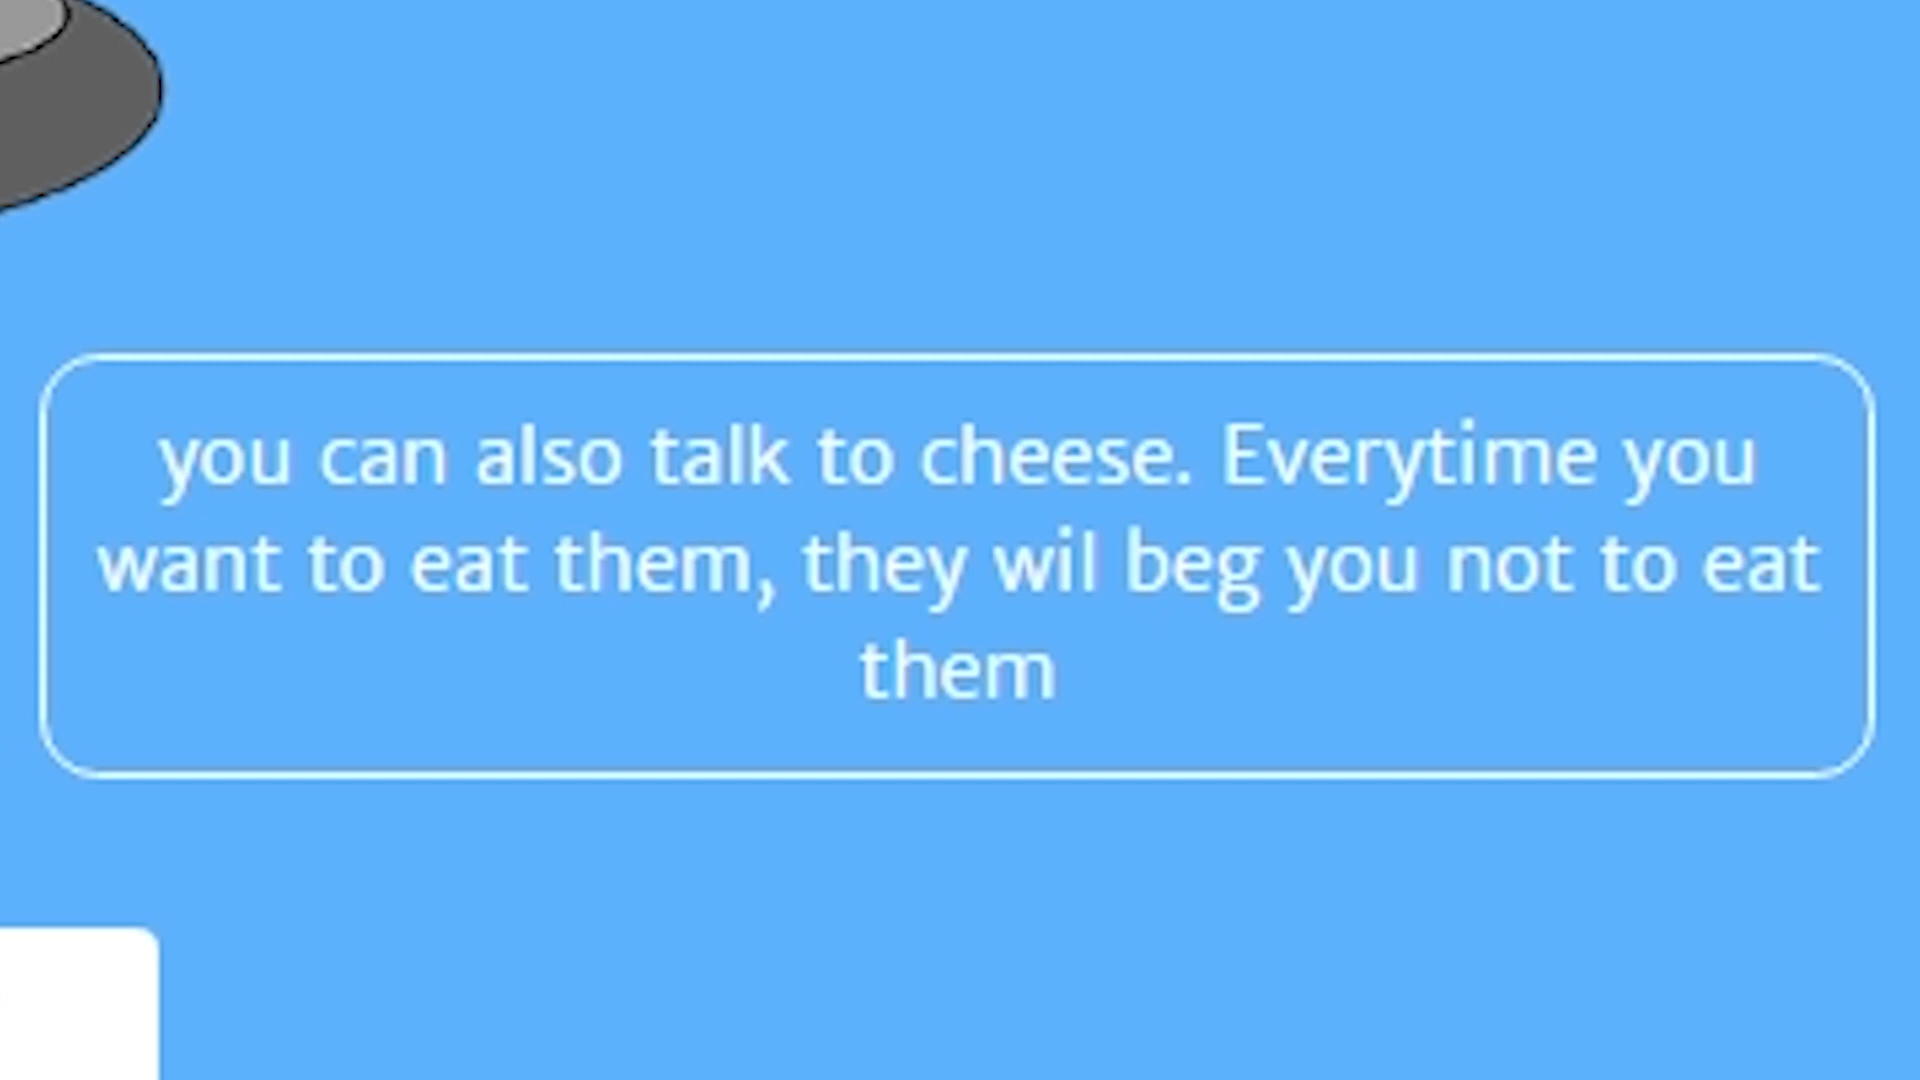 you can also talk to cheese. Everytime you
want to eat them, they wil beg you not to eat
them